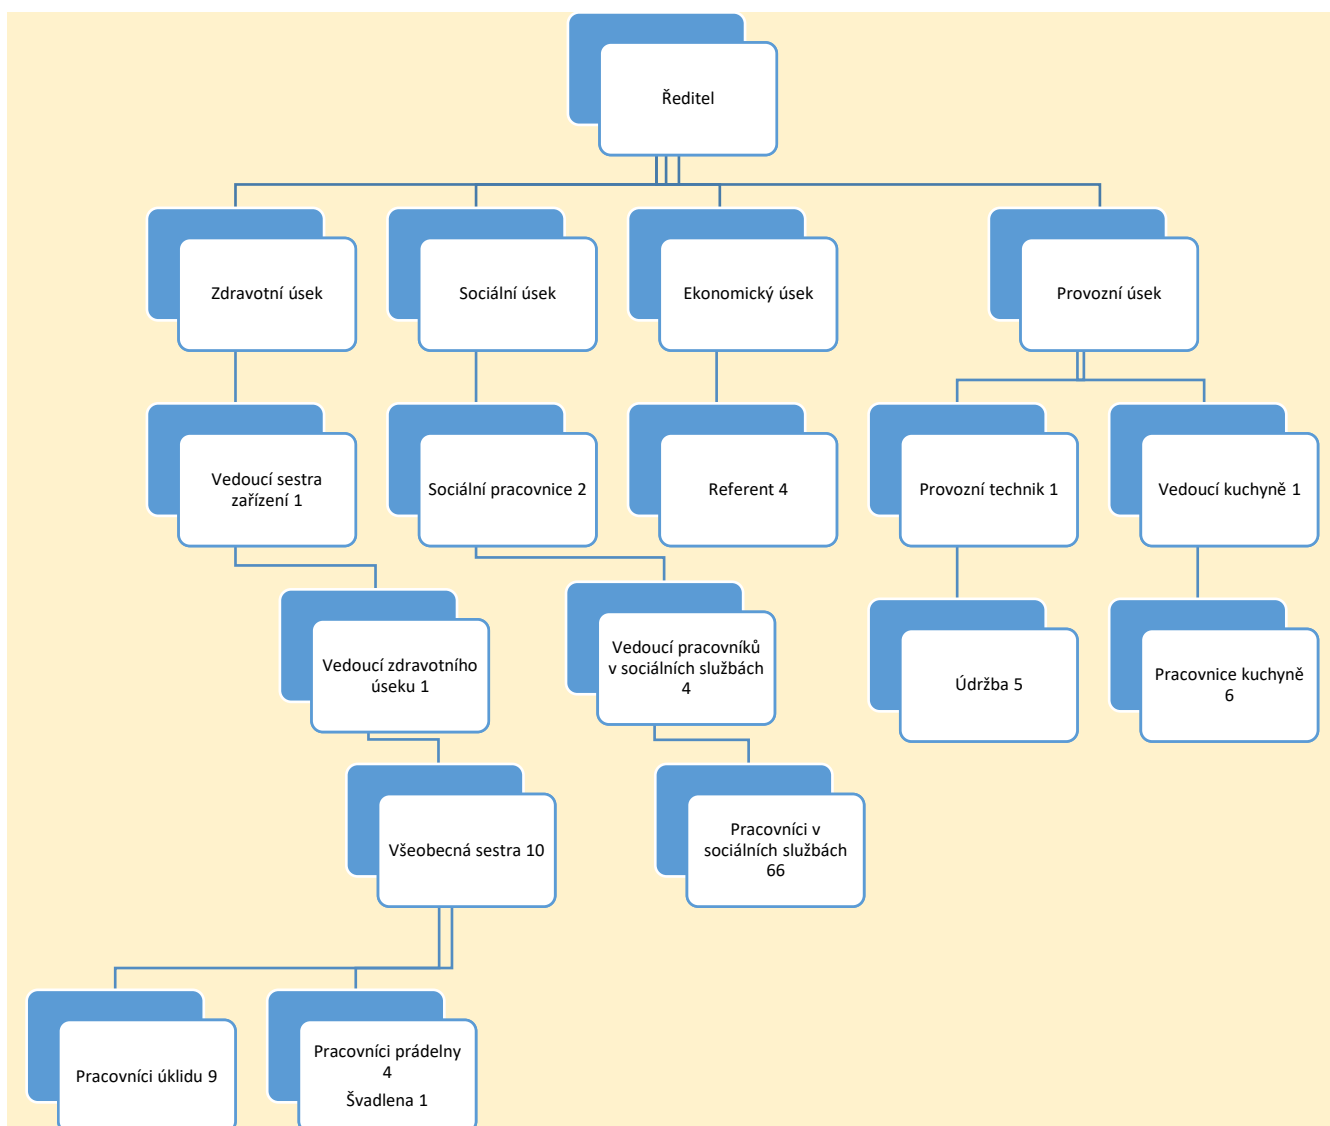 Ředitel
Zdravotní úsek
Sociální úsek
Ekonomický úsek
Provozní úsek
Vedoucí sestra
zařízení 1
Sociální pracovnice 2
Referent 4
Provozní technik 1
Vedoucí kuchyně 1
Vedoucí zdravotního
úseku 1
Vedoucí pracovníků
v sociálních službách
4
Údržba 5
Pracovnice kuchyně
6
Všeobecná sestra 10
Pracovníci v
sociálních službách
66
Pracovníci úklidu 9
Pracovníci prádelny
4
Švadlena 1